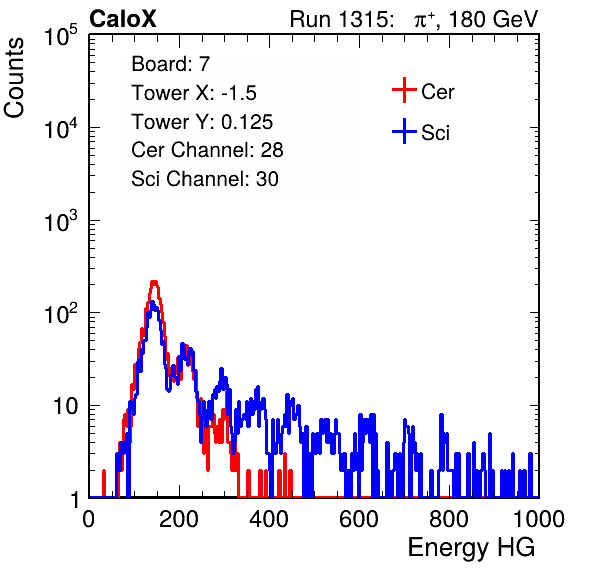 CaloX Run 1315: π⁺, 180 GeV
Counts
10⁵
10⁴
10³
10²
10
1
Board: 7
Tower X: -1.5
Tower Y: 0.125
Cer Channel: 28
Sci Channel: 30
Cer
Sci
0 200 400 600 800 1000
Energy HG